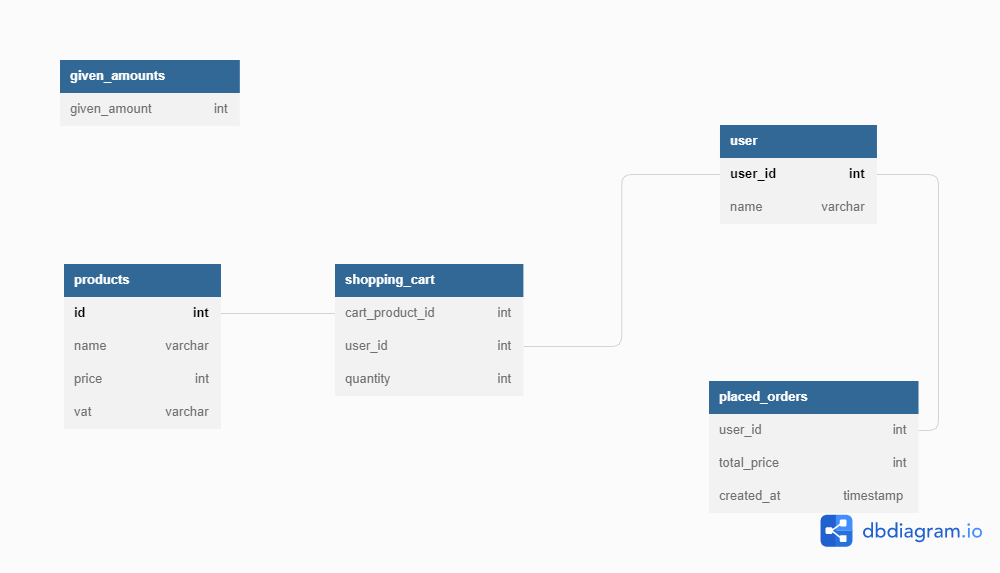 given_amounts
given_amount int
user
user_id int
name varchar
products
id int
name varchar
price int
vat varchar
shopping_cart
cart_product_id int
user_id int
quantity int
placed_orders
user_id int
total_price int
created_at timestamp
dbdiagram.io